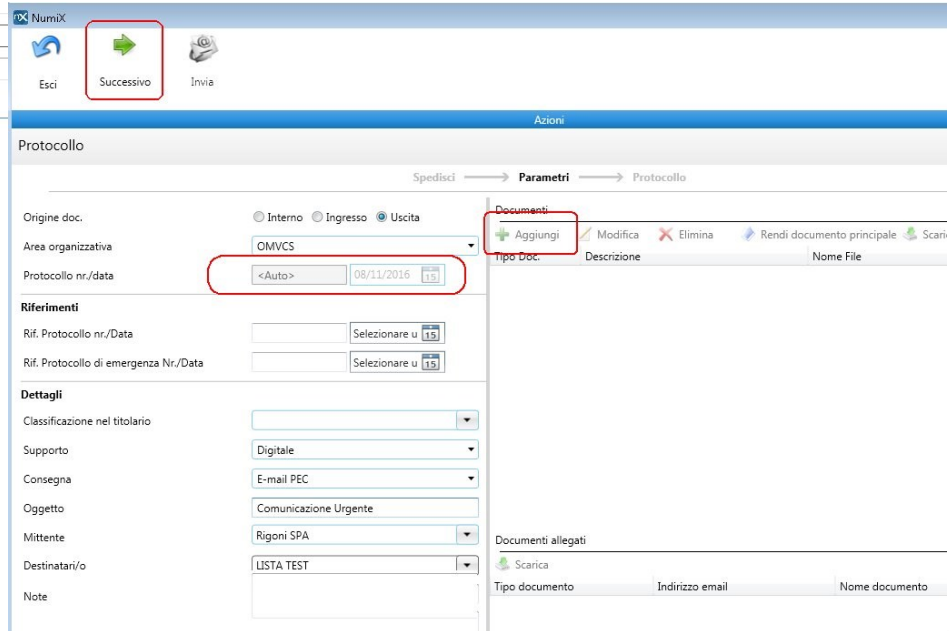 NumiX
Esci Successivo Invia
Azioni
Protocollo
Spedisci Parametri Protocollo
Origine doc. Interno Ingresso Uscita
Area organizzativa OMVCS
Protocollo nr./data <Auto> 08/11/2016 15
Riferimenti
Rif. Protocollo nr./Data Selezionare u 15
Rif. Protocollo di emergenza Nr./Data Selezionare u 15
Dettagli
Classificazione nel titolario
Supporto Digitale
Consegna E-mail PEC
Oggetto Comunicazione Urgente
Mittente Rigoni SPA
Destinatari/o LISTA TEST
Note
Documenti
Aggiungi Modifica Elimina Rendi documento principale Scaric
Tipo Doc. Descrizione Nome File
Documenti allegati
Scarica
Tipo documento Indirizzo email Nome documento